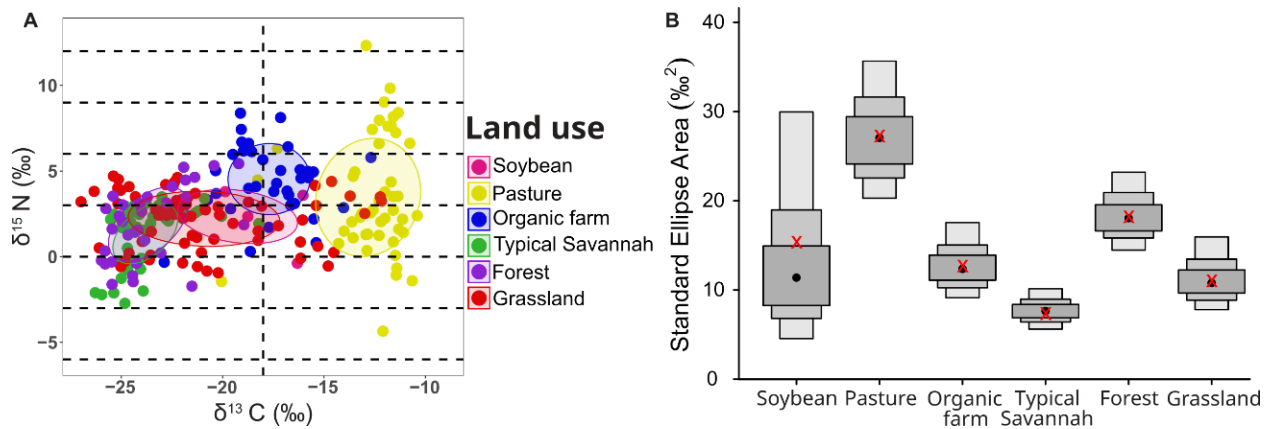 A
δ¹⁵ N (‰)
10
5
0
−5
−25
−20
−15
−10
δ¹³ C (‰)
Land use
Soybean
Pasture
Organic farm
Typical Savannah
Forest
Grassland
B
Standard Ellipse Area (‰²)
40
30
20
10
0
Soybean
Pasture
Organic
farm
Typical
Savannah
Forest
Grassland